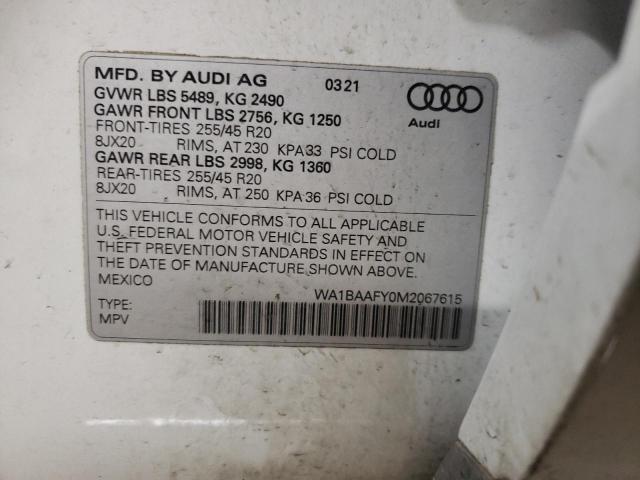 MFD. BY AUDI AG 0321
GVWR LBS 5489, KG 2490
GAWR FRONT LBS 2756, KG 1250
FRONT-TIRES 255/45 R20
8JX20 RIMS, AT 230 KPA33 PSI COLD
GAWR REAR LBS 2998, KG 1360
REAR-TIRES 255/45 R20
8JX20 RIMS, AT 250 KPA36 PSI COLD
Audi
THIS VEHICLE CONFORMS TO ALL APPLICABLE
U.S. FEDERAL MOTOR VEHICLE SAFETY AND
THEFT PREVENTION STANDARDS IN EFFECT ON
THE DATE OF MANUFACTURE SHOWN ABOVE.
MEXICO
WA1BAAFY0M2067615
TYPE:
MPV